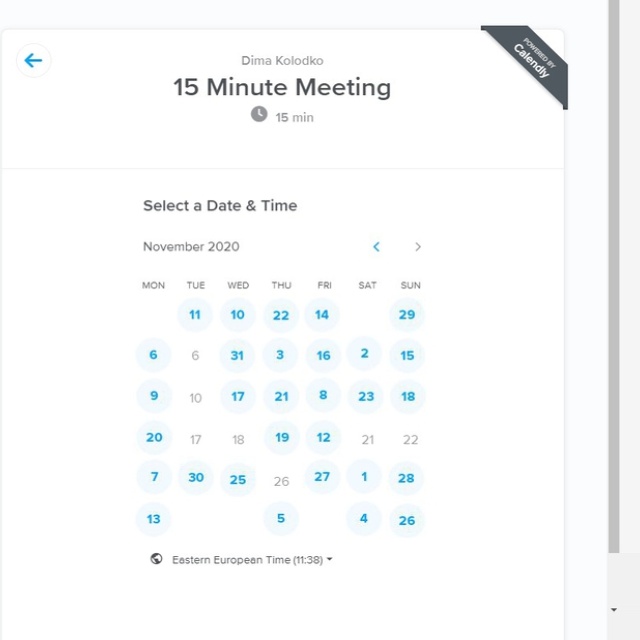 POWERED BY
Calendly
Dima Kolodko
15 Minute Meeting
15 min
Select a Date & Time
November 2020
MON TUE WED THU FRI SAT SUN
11 10 22 14 29
6 6 31 3 16 2 15
9 10 17 21 8 23 18
20 17 18 19 12 21 22
7 30 25 26 27 1 28
13 5 4 26
Eastern European Time (11:38)